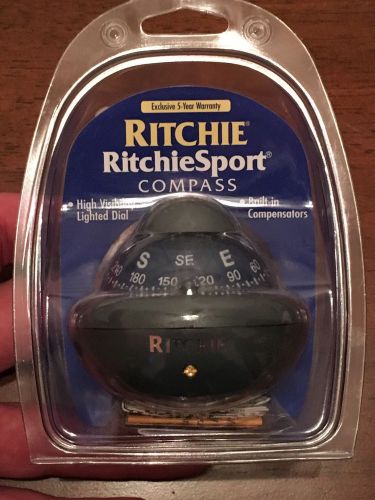 Exclusive 5-Year Warranty
RITCHIE®
RitchieSport®
COMPASS
• High Visibility
Lighted Dial
• Built-in
Compensators
S SE E
210 180 150 120 90 60
RITCHIE